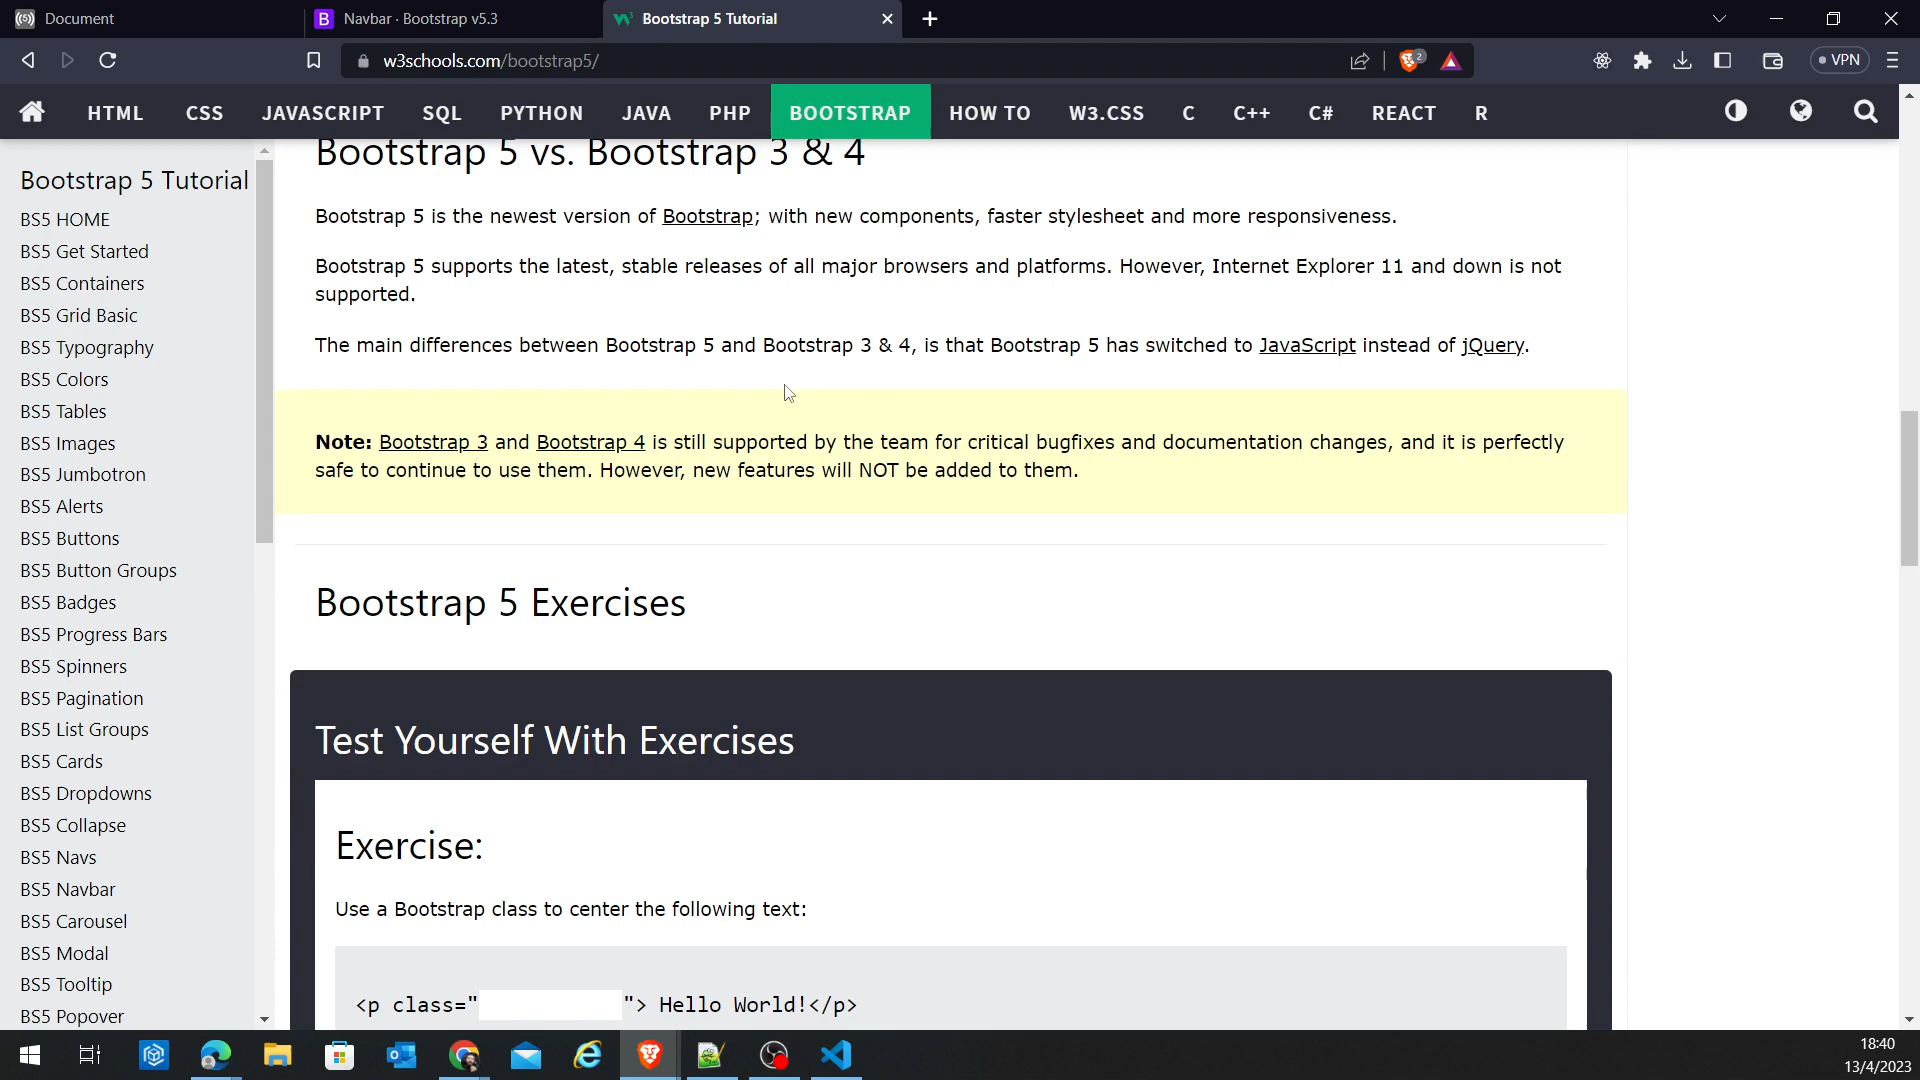 Document
Navbar · Bootstrap v5.3
Bootstrap 5 Tutorial
w3schools.com/bootstrap5/
2
VPN
HTML CSS JAVASCRIPT SQL PYTHON JAVA PHP BOOTSTRAP HOW TO W3.CSS C C++ C# REACT R
Bootstrap 5 Tutorial
BS5 HOME
BS5 Get Started
BS5 Containers
BS5 Grid Basic
BS5 Typography
BS5 Colors
BS5 Tables
BS5 Images
BS5 Jumbotron
BS5 Alerts
BS5 Buttons
BS5 Button Groups
BS5 Badges
BS5 Progress Bars
BS5 Spinners
BS5 Pagination
BS5 List Groups
BS5 Cards
BS5 Dropdowns
BS5 Collapse
BS5 Navs
BS5 Navbar
BS5 Carousel
BS5 Modal
BS5 Tooltip
BS5 Popover
Bootstrap 5 vs. Bootstrap 3 & 4
Bootstrap 5 is the newest version of Bootstrap; with new components, faster stylesheet and more responsiveness.
Bootstrap 5 supports the latest, stable releases of all major browsers and platforms. However, Internet Explorer 11 and down is not
supported.
The main differences between Bootstrap 5 and Bootstrap 3 & 4, is that Bootstrap 5 has switched to JavaScript instead of jQuery.
Note: Bootstrap 3 and Bootstrap 4 is still supported by the team for critical bugfixes and documentation changes, and it is perfectly
safe to continue to use them. However, new features will NOT be added to them.
Bootstrap 5 Exercises
Test Yourself With Exercises
Exercise:
Use a Bootstrap class to center the following text:
<p class=" "> Hello World!</p>
18:40
13/4/2023